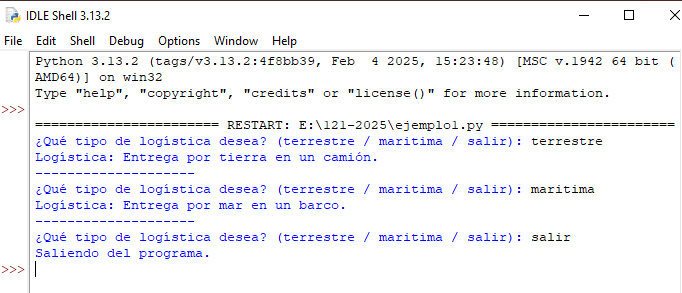 IDLE Shell 3.13.2
File Edit Shell Debug Options Window Help
Python 3.13.2 (tags/v3.13.2:4f8bb39, Feb  4 2025, 15:23:48) [MSC v.1942 64 bit (
AMD64)] on win32
Type "help", "copyright", "credits" or "license()" for more information.
>>>
======================= RESTART: E:\121-2025\ejemplo1.py =======================
¿Qué tipo de logística desea? (terrestre / maritima / salir): terrestre
Logística: Entrega por tierra en un camión.
--------------------
¿Qué tipo de logística desea? (terrestre / maritima / salir): maritima
Logística: Entrega por mar en un barco.
--------------------
¿Qué tipo de logística desea? (terrestre / maritima / salir): salir
Saliendo del programa.
>>>